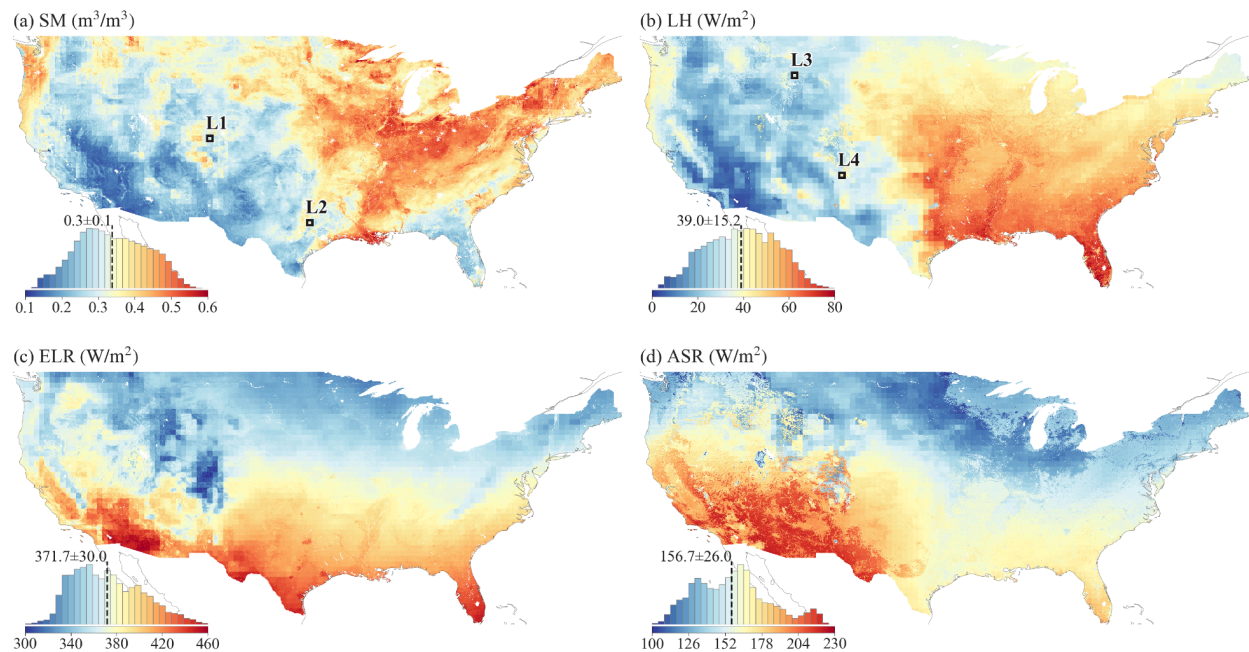 (a) SM (m³/m³)
L1
L2
0.3±0.1
0.1 0.2 0.3 0.4 0.5 0.6
(b) LH (W/m²)
L3
L4
39.0±15.2
0 20 40 60 80
(c) ELR (W/m²)
371.7±30.0
300 340 380 420 460
(d) ASR (W/m²)
156.7±26.0
100 126 152 178 204 230